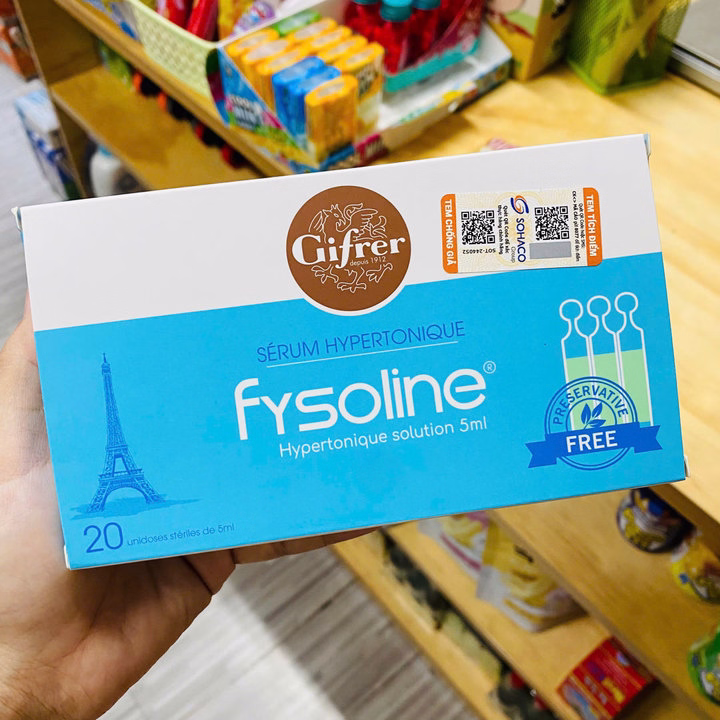 Gifrer
depuis 1912
TEM CHỐNG GIẢ
SOHACO
Group
TEM TÍCH ĐIỂM
SÉRUM HYPERTONIQUE
fysoline®
Hypertonique solution 5ml
PRESERVATIVE
FREE
20 unidoses stériles de 5ml